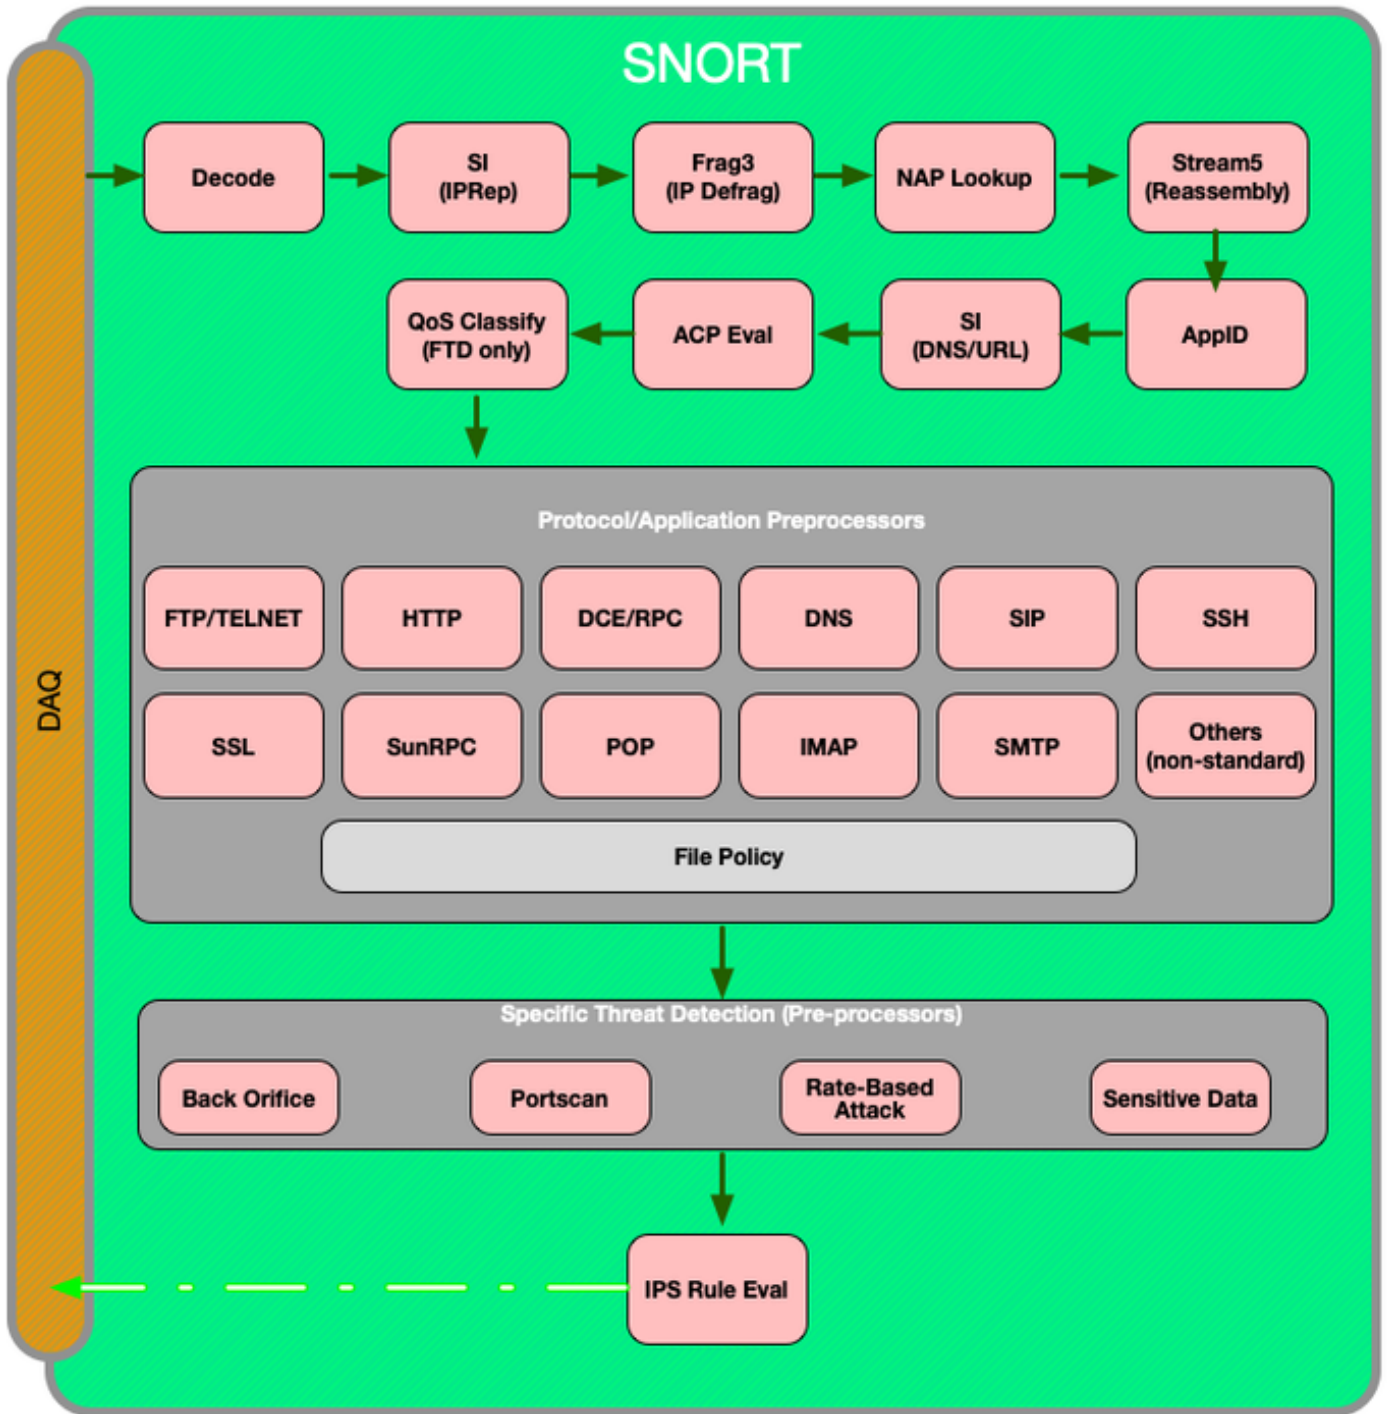 SNORT
Decode
SI
(IPRep)
Frag3
(IP Defrag)
NAP Lookup
Stream5
(Reassembly)
QoS Classify
(FTD only)
ACP Eval
SI
(DNS/URL)
AppID
Protocol/Application Preprocessors
FTP/TELNET
HTTP
DCE/RPC
DNS
SIP
SSH
SSL
SunRPC
POP
IMAP
SMTP
Others
(non-standard)
File Policy
DAQ
Specific Threat Detection (Pre-processors)
Back Orifice
Portscan
Rate-Based
Attack
Sensitive Data
IPS Rule Eval